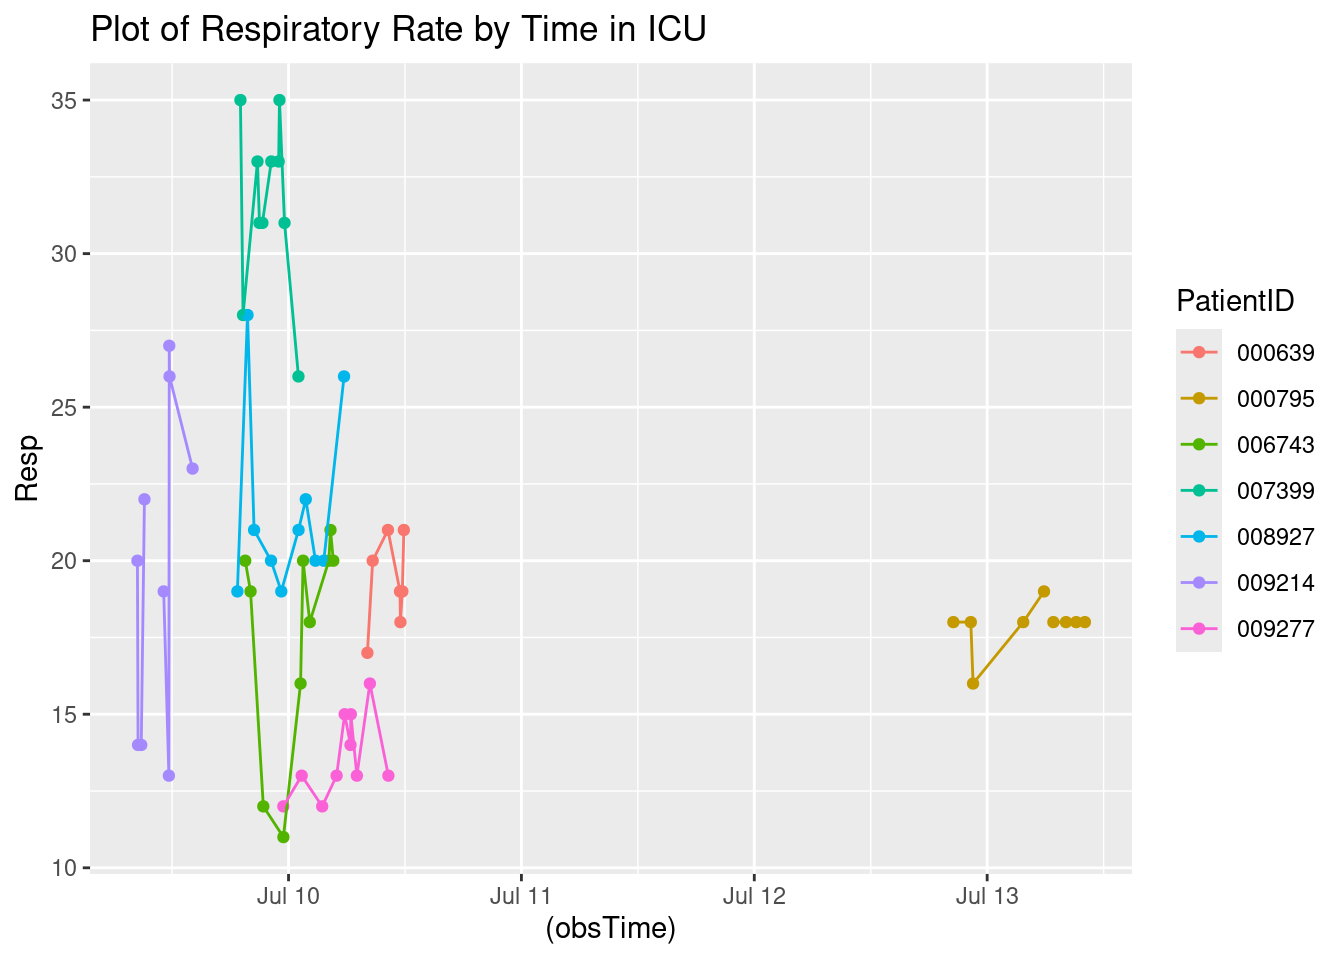 Plot of Respiratory Rate by Time in ICU
35
30
25
20
15
10
Resp
Jul 10
Jul 11
Jul 12
Jul 13
(obsTime)
PatientID
000639
000795
006743
007399
008927
009214
009277